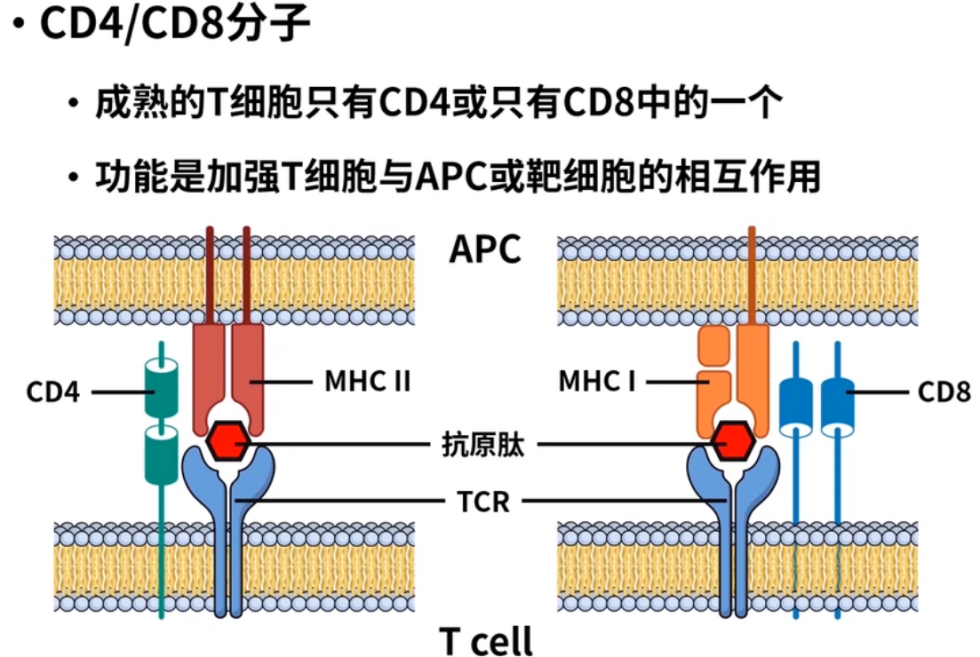 • CD4/CD8分子
• 成熟的T细胞只有CD4或只有CD8中的一个
• 功能是加强T细胞与APC或靶细胞的相互作用
APC
CD4
MHC II
MHC I
CD8
抗原肽
TCR
T cell